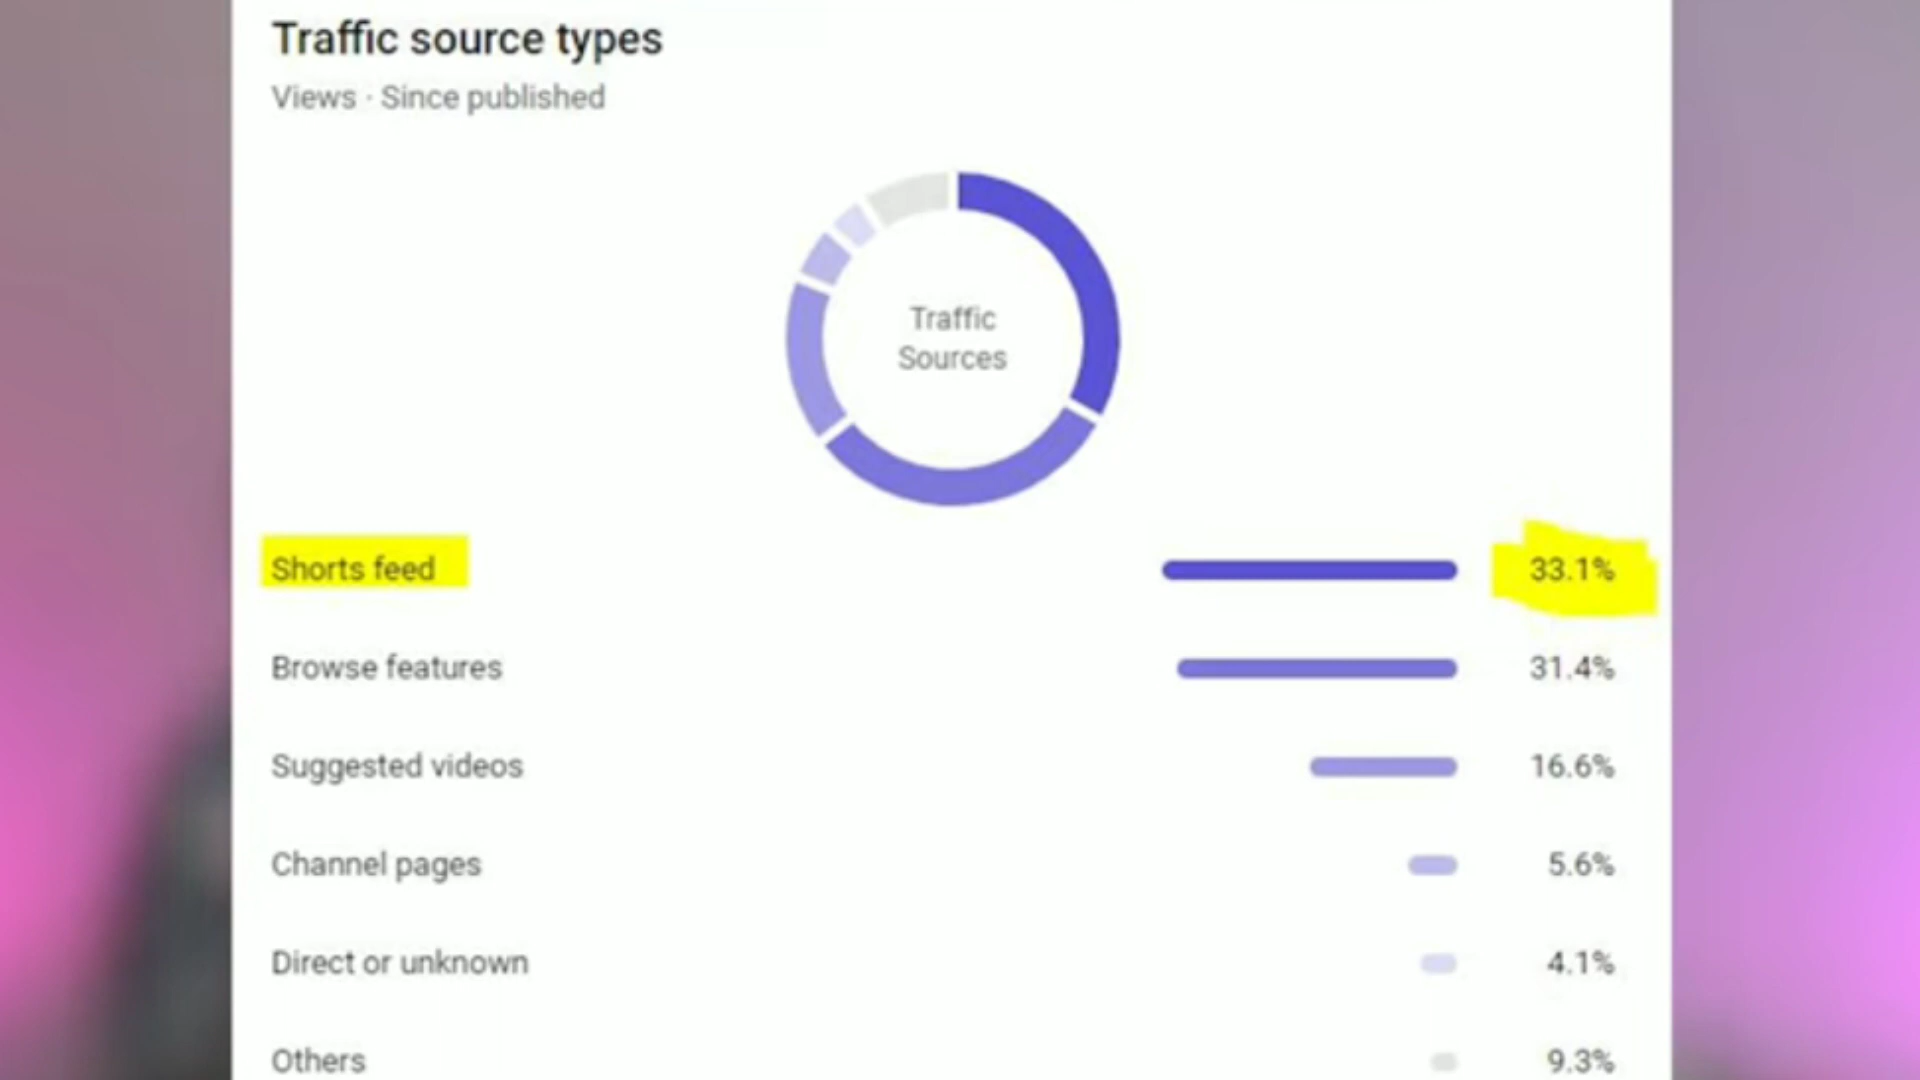 Traffic source types
Views · Since published
Traffic
Sources
Shorts feed 33.1%
Browse features 31.4%
Suggested videos 16.6%
Channel pages 5.6%
Direct or unknown 4.1%
Others 9.3%